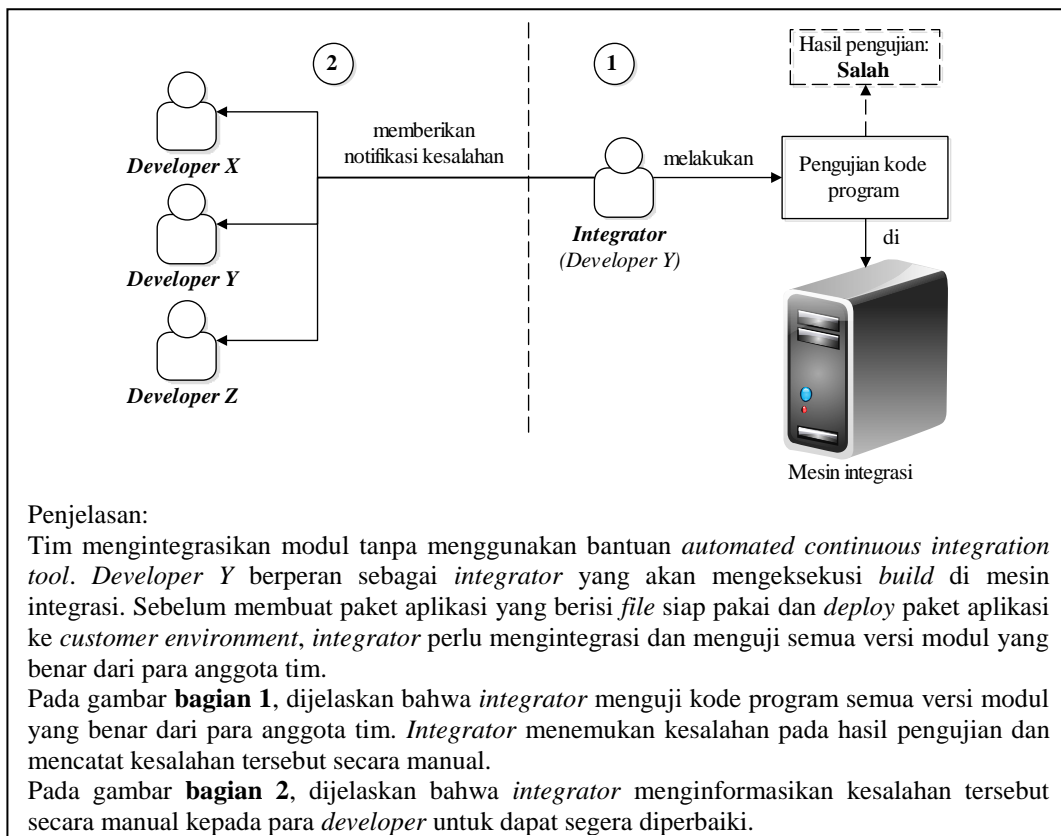 2
1
Hasil pengujian:
Salah
Developer X
memberikan
notifikasi kesalahan
melakukan
Pengujian kode
program
Developer Y
Integrator
(Developer Y)
di
Developer Z
Mesin integrasi
Penjelasan:
Tim mengintegrasikan modul tanpa menggunakan bantuan automated continuous integration
tool. Developer Y berperan sebagai integrator yang akan mengeksekusi build di mesin
integrasi. Sebelum membuat paket aplikasi yang berisi file siap pakai dan deploy paket aplikasi
ke customer environment, integrator perlu mengintegrasi dan menguji semua versi modul yang
benar dari para anggota tim.
Pada gambar bagian 1, dijelaskan bahwa integrator menguji kode program semua versi modul
yang benar dari para anggota tim. Integrator menemukan kesalahan pada hasil pengujian dan
mencatat kesalahan tersebut secara manual.
Pada gambar bagian 2, dijelaskan bahwa integrator menginformasikan kesalahan tersebut
secara manual kepada para developer untuk dapat segera diperbaiki.